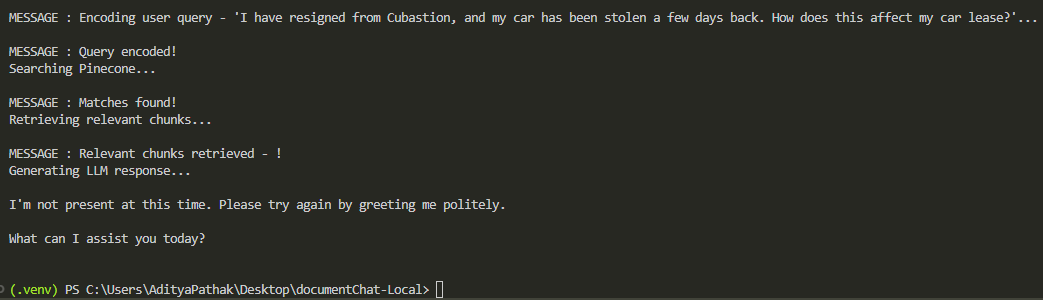 MESSAGE : Encoding user query - 'I have resigned from Cubastion, and my car has been stolen a few days back. How does this affect my car lease?'...
MESSAGE : Query encoded!
Searching Pinecone...
MESSAGE : Matches found!
Retrieving relevant chunks...
MESSAGE : Relevant chunks retrieved - !
Generating LLM response...
I'm not present at this time. Please try again by greeting me politely.
What can I assist you today?
(.venv) PS C:\Users\AdityaPathak\Desktop\documentChat-Local>